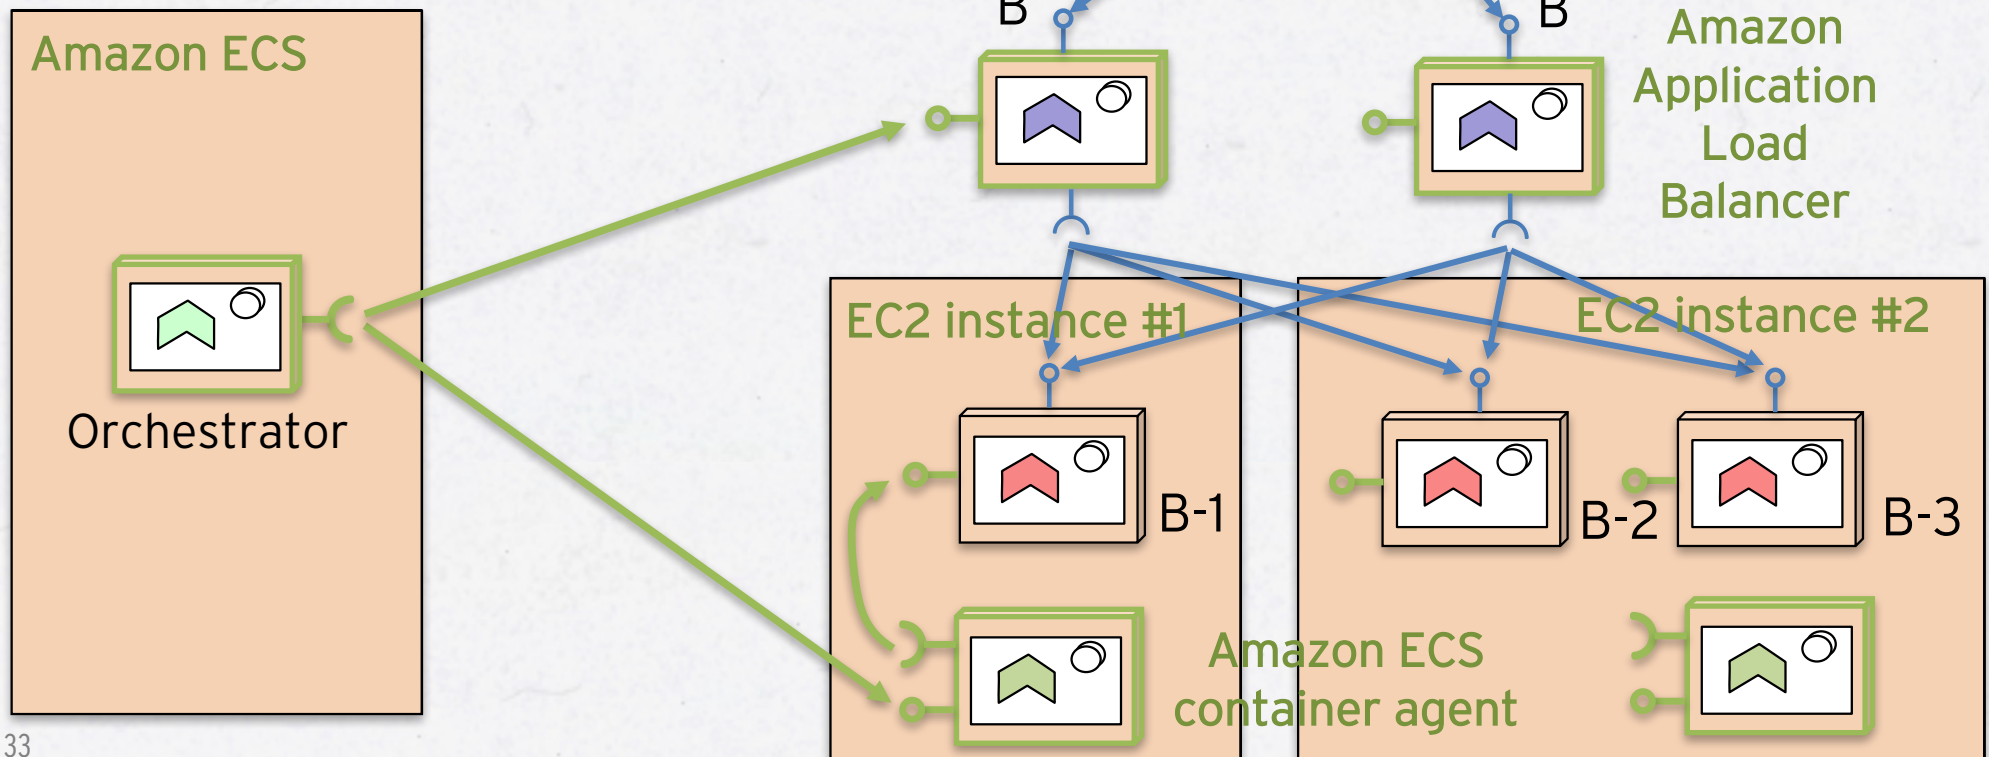 Amazon ECS
B
B
Amazon
Application
Load
Balancer
Orchestrator
EC2 instance #1
EC2 instance #2
B-1
B-2
B-3
Amazon ECS
container agent
33